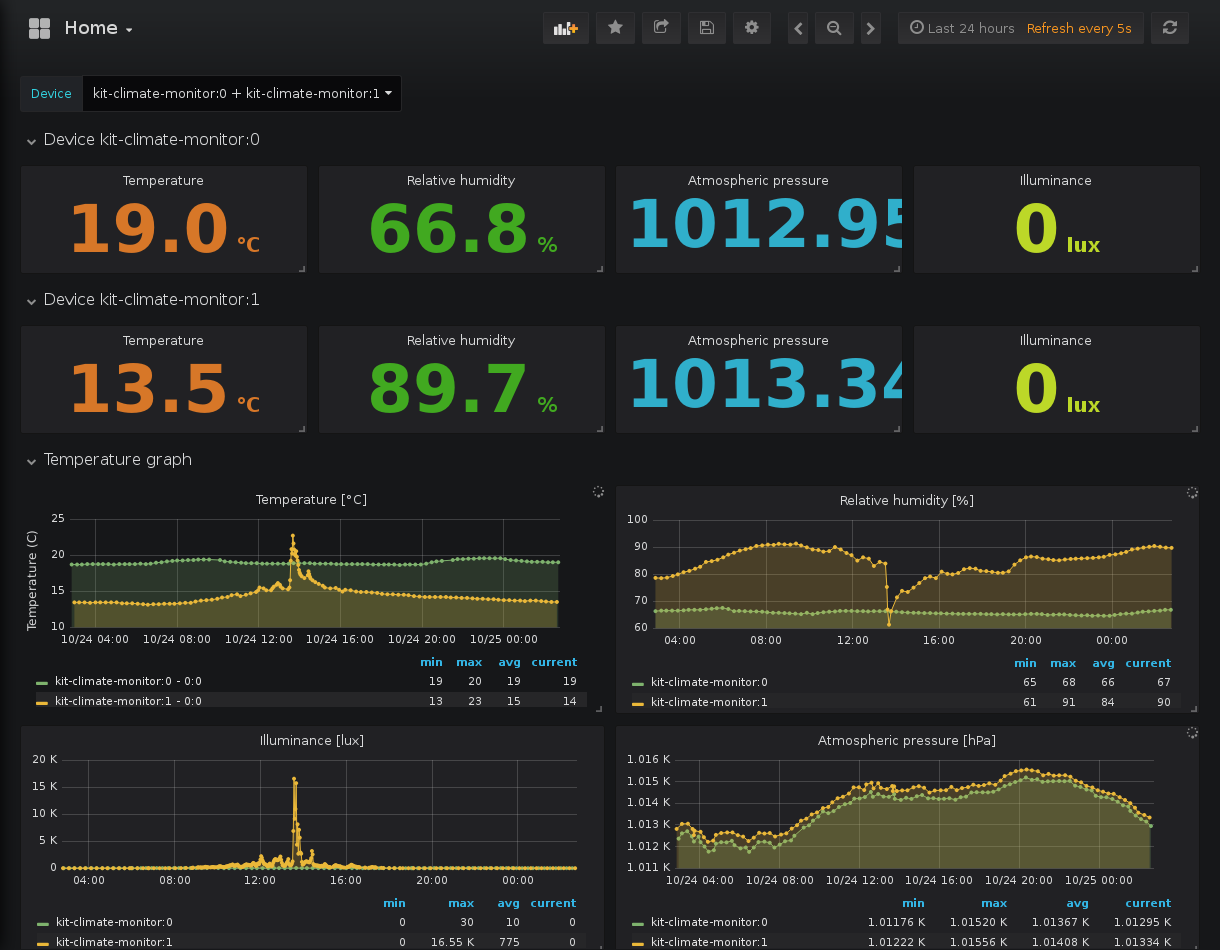 Home
Last 24 hours Refresh every 5s
Device kit-climate-monitor:0 + kit-climate-monitor:1
Device kit-climate-monitor:0
Temperature Relative humidity Atmospheric pressure Illuminance
19.0 °C 66.8 % 1012.95 0 lux
Device kit-climate-monitor:1
Temperature Relative humidity Atmospheric pressure Illuminance
13.5 °C 89.7 % 1013.34 0 lux
Temperature graph
Temperature [°C]
Temperature (C)
25
20
15
10
10/24 04:00 10/24 08:00 10/24 12:00 10/24 16:00 10/24 20:00 10/25 00:00
min max avg current
kit-climate-monitor:0 - 0:0 19 20 19 19
kit-climate-monitor:1 - 0:0 13 23 15 14
Relative humidity [%]
100
90
80
70
60
04:00 08:00 12:00 16:00 20:00 00:00
min max avg current
kit-climate-monitor:0 65 68 66 67
kit-climate-monitor:1 61 91 84 90
Illuminance [lux]
20 K
15 K
10 K
5 K
0
04:00 08:00 12:00 16:00 20:00 00:00
min max avg current
kit-climate-monitor:0 0 30 10 0
kit-climate-monitor:1 0 16.55 K 775 0
Atmospheric pressure [hPa]
1.016 K
1.015 K
1.014 K
1.013 K
1.012 K
1.011 K
10/24 04:00 10/24 08:00 10/24 12:00 10/24 16:00 10/24 20:00 10/25 00:00
min max avg current
kit-climate-monitor:0 1.01176 K 1.01520 K 1.01367 K 1.01295 K
kit-climate-monitor:1 1.01222 K 1.01556 K 1.01408 K 1.01334 K